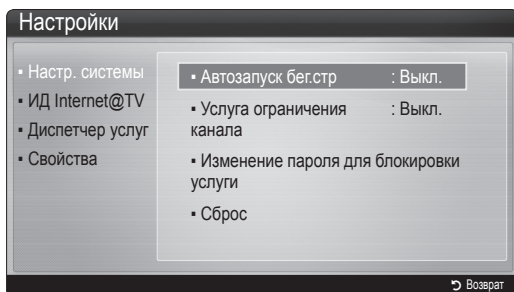 Настройки
▪ Настр. системы
▪ ИД Internet@TV
▪ Диспетчер услуг
▪ Свойства
▪ Автозапуск бег.стр : Выкл.
▪ Услуга ограничения : Выкл.
канала
▪ Изменение пароля для блокировки
услуги
▪ Сброс
Возврат